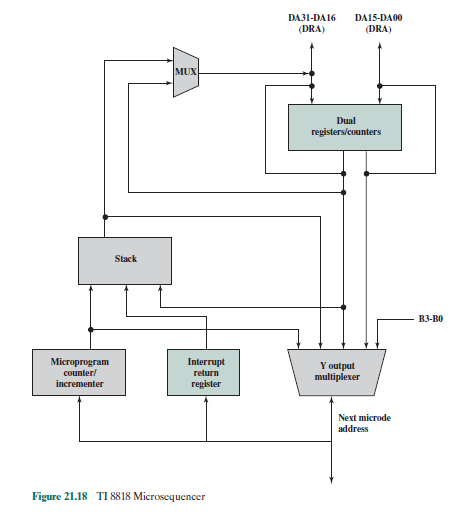 DA31-DA16 DA15-DA00
(DRA) (DRA)
MUX
Dual
registers/counters
Stack
B3-B0
Microprogram
counter/
incrementer
Interrupt
return
register
Y output
multiplexer
Next microde
address
Figure 21.18 TI 8818 Microsequencer